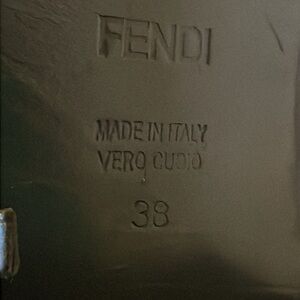 FENDI
MADE IN ITALY
VERO CUOIO
38